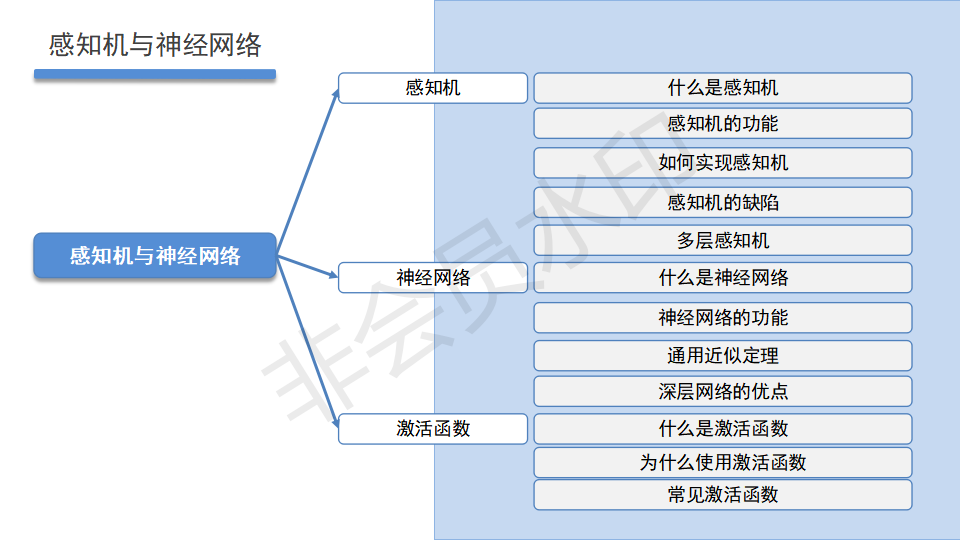 感知机与神经网络
感知机
什么是感知机
感知机的功能
如何实现感知机
感知机的缺陷
多层感知机
感知机与神经网络
神经网络
什么是神经网络
神经网络的功能
通用近似定理
深层网络的优点
激活函数
什么是激活函数
为什么使用激活函数
常见激活函数
非会员水印